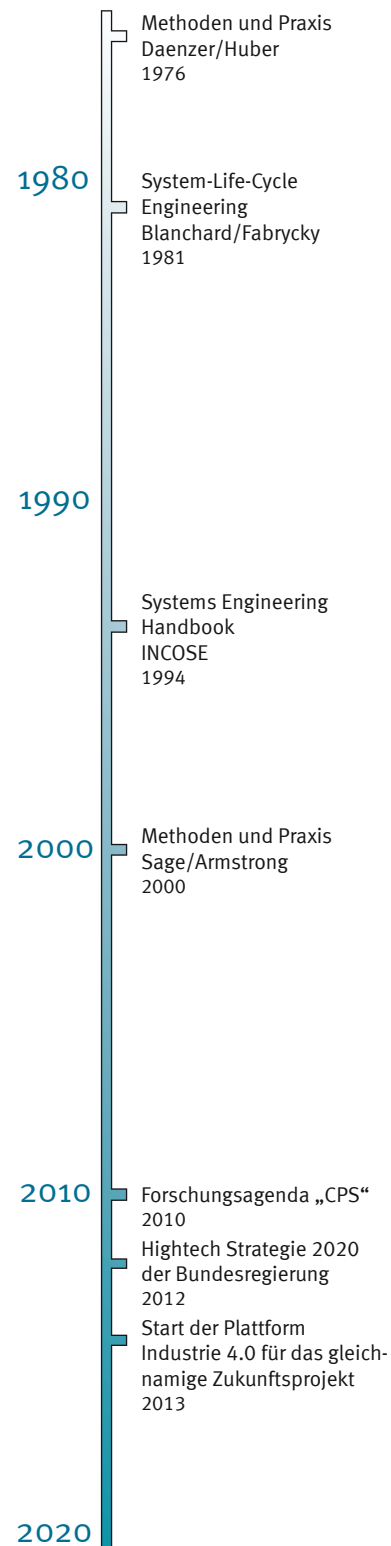 Methoden und Praxis
Daenzer/Huber
1976
1980
System-Life-Cycle
Engineering
Blanchard/Fabrycky
1981
1990
Systems Engineering
Handbook
INCOSE
1994
2000
Methoden und Praxis
Sage/Armstrong
2000
2010
Forschungsagenda „CPS“
2010
Hightech Strategie 2020
der Bundesregierung
2012
Start der Plattform
Industrie 4.0 für das gleich-
namige Zukunftsprojekt
2013
2020